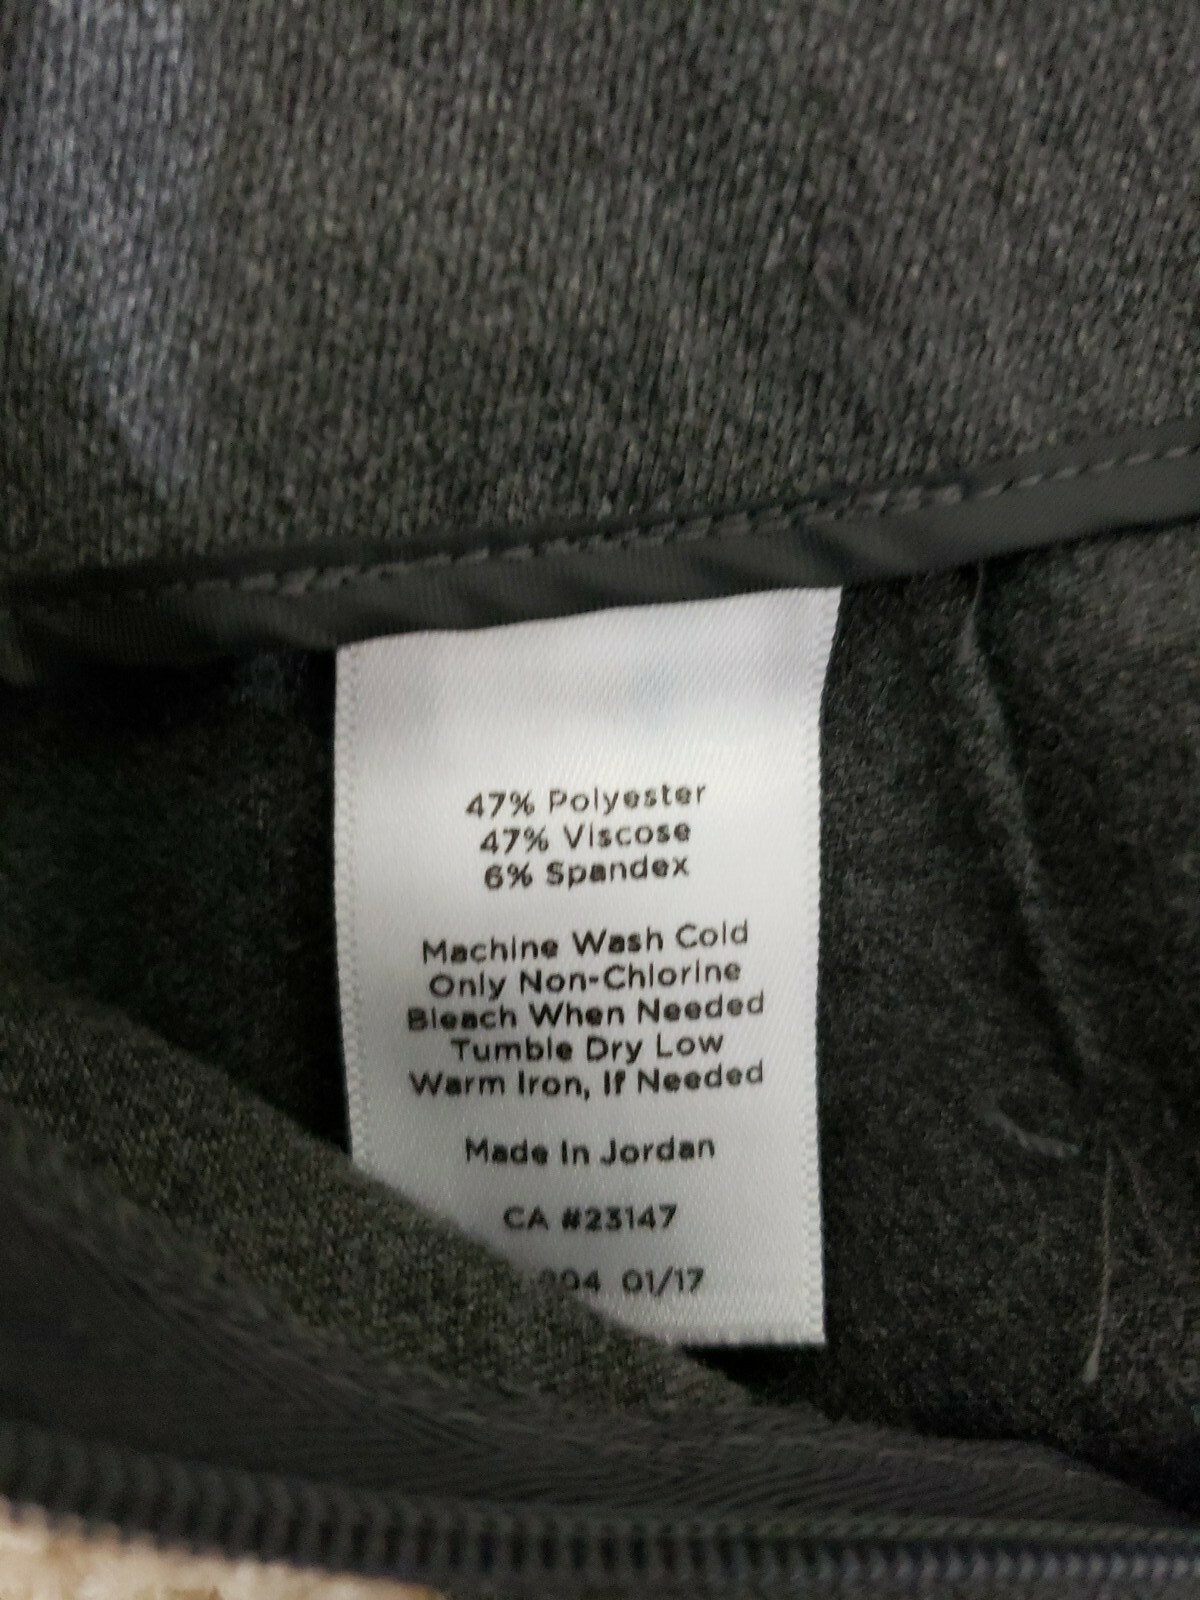 47% Polyester
47% Viscose
6% Spandex
Machine Wash Cold
Only Non-Chlorine
Bleach When Needed
Tumble Dry Low
Warm Iron, If Needed
Made In Jordan
CA #23147
01/17